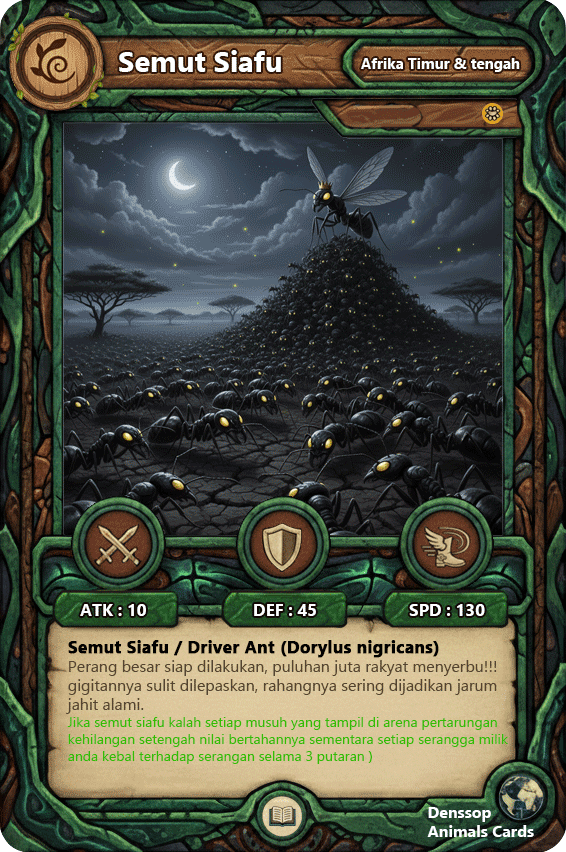 Semut Siafu
Afrika Timur & tengah
ATK : 10
DEF : 45
SPD : 130
Semut Siafu / Driver Ant (Dorylus nigricans)
Perang besar siap dilakukan, puluhan juta rakyat menyerbu!!!
gigitannya sulit dilepaskan, rahangnya sering dijadikan jarum
jahit alami.
Jika semut siafu kalah setiap musuh yang tampil di arena pertarungan
kehilangan setengah nilai bertahannya sementara setiap serangga milik
anda kebal terhadap serangan selama 3 putaran )
Denssop
Animals Cards